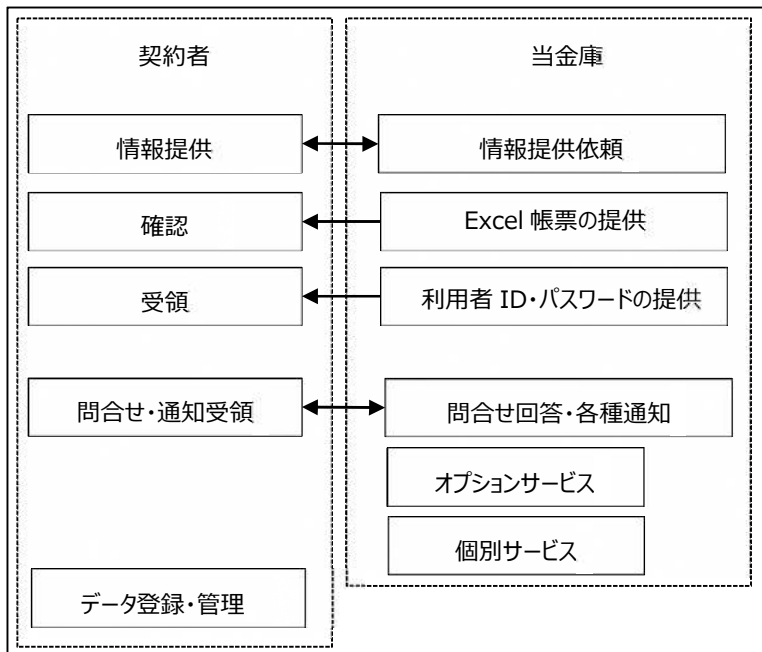 契約者
当金庫
情報提供
情報提供依頼
確認
Excel 帳票の提供
受領
利用者 ID・パスワードの提供
問合せ・通知受領
問合せ回答・各種通知
オプションサービス
個別サービス
データ登録・管理